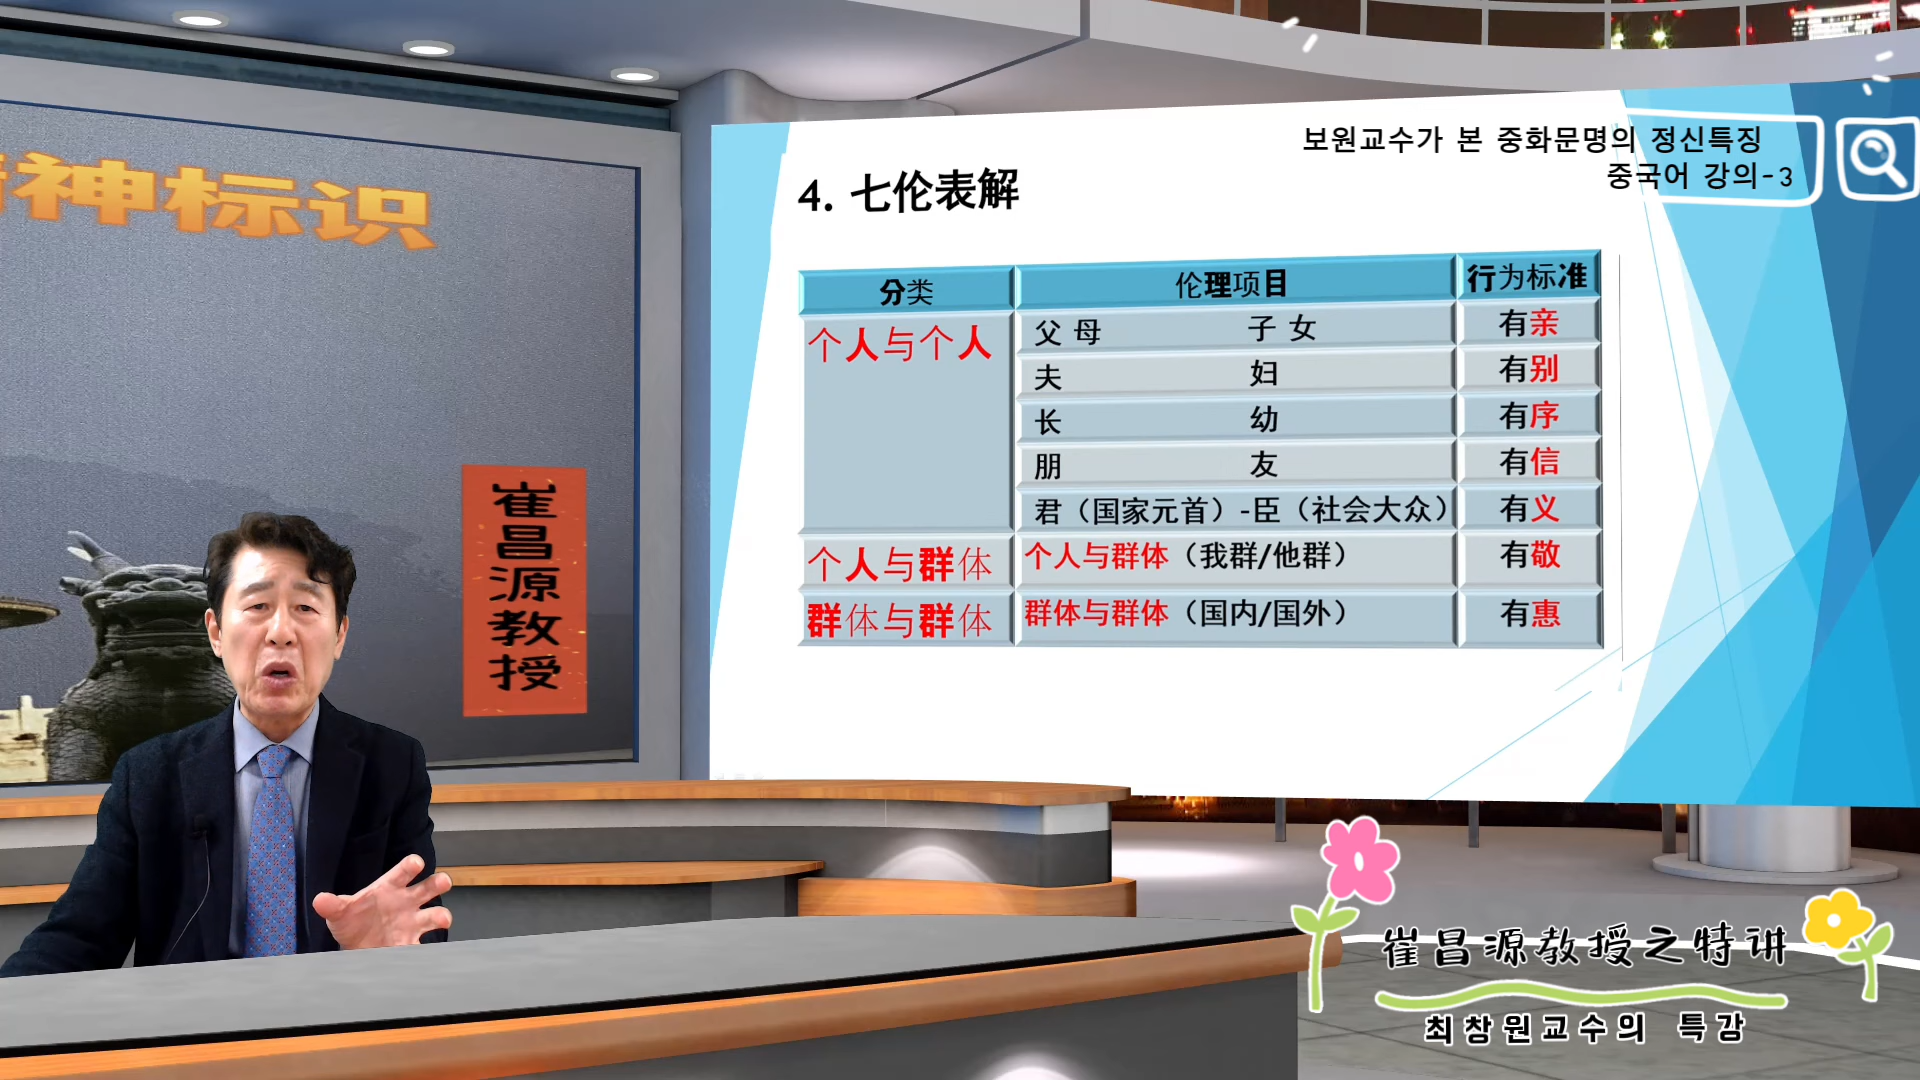 神标识
崔昌源教授
보원교수가 본 중화문명의 정신특징
중국어 강의-3
4. 七伦表解
分类 伦理项目 行为标准
个人与个人 父 母 子 女 有亲
夫 妇 有别
长 幼 有序
朋 友 有信
君（国家元首）-臣（社会大众） 有义
个人与群体 个人与群体（我群/他群） 有敬
群体与群体 群体与群体（国内/国外） 有惠
崔昌源教授之特讲
최창원교수의 특감